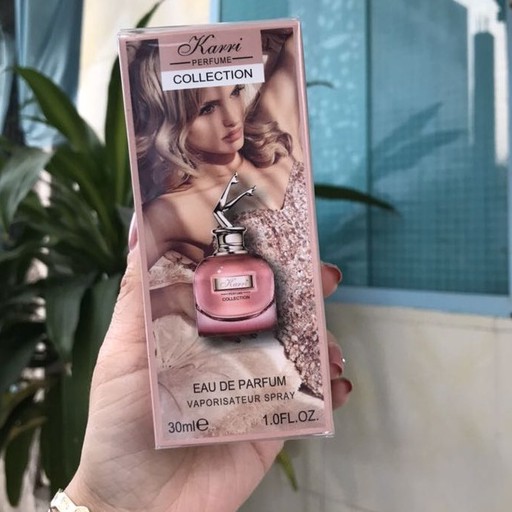 Karri
PERFUME
COLLECTION
Karri
COLLECTION
EAU DE PARFUM
VAPORISATEUR SPRAY
30ml℮ 1.0FL.OZ.